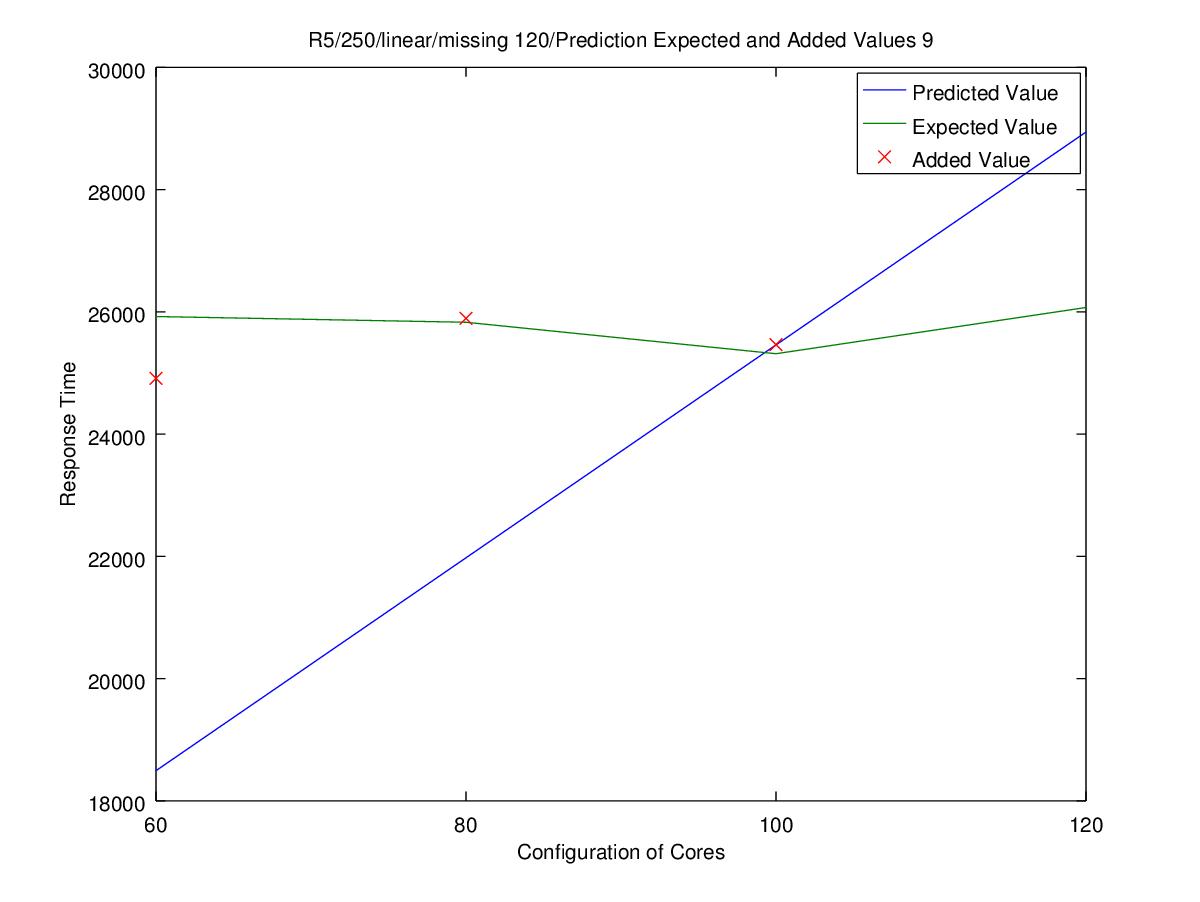 R5/250/linear/missing 120/Prediction Expected and Added Values 9
30000
28000
26000
24000
22000
20000
18000
Response Time
Predicted Value
Expected Value
Added Value
60
80
100
120
Configuration of Cores